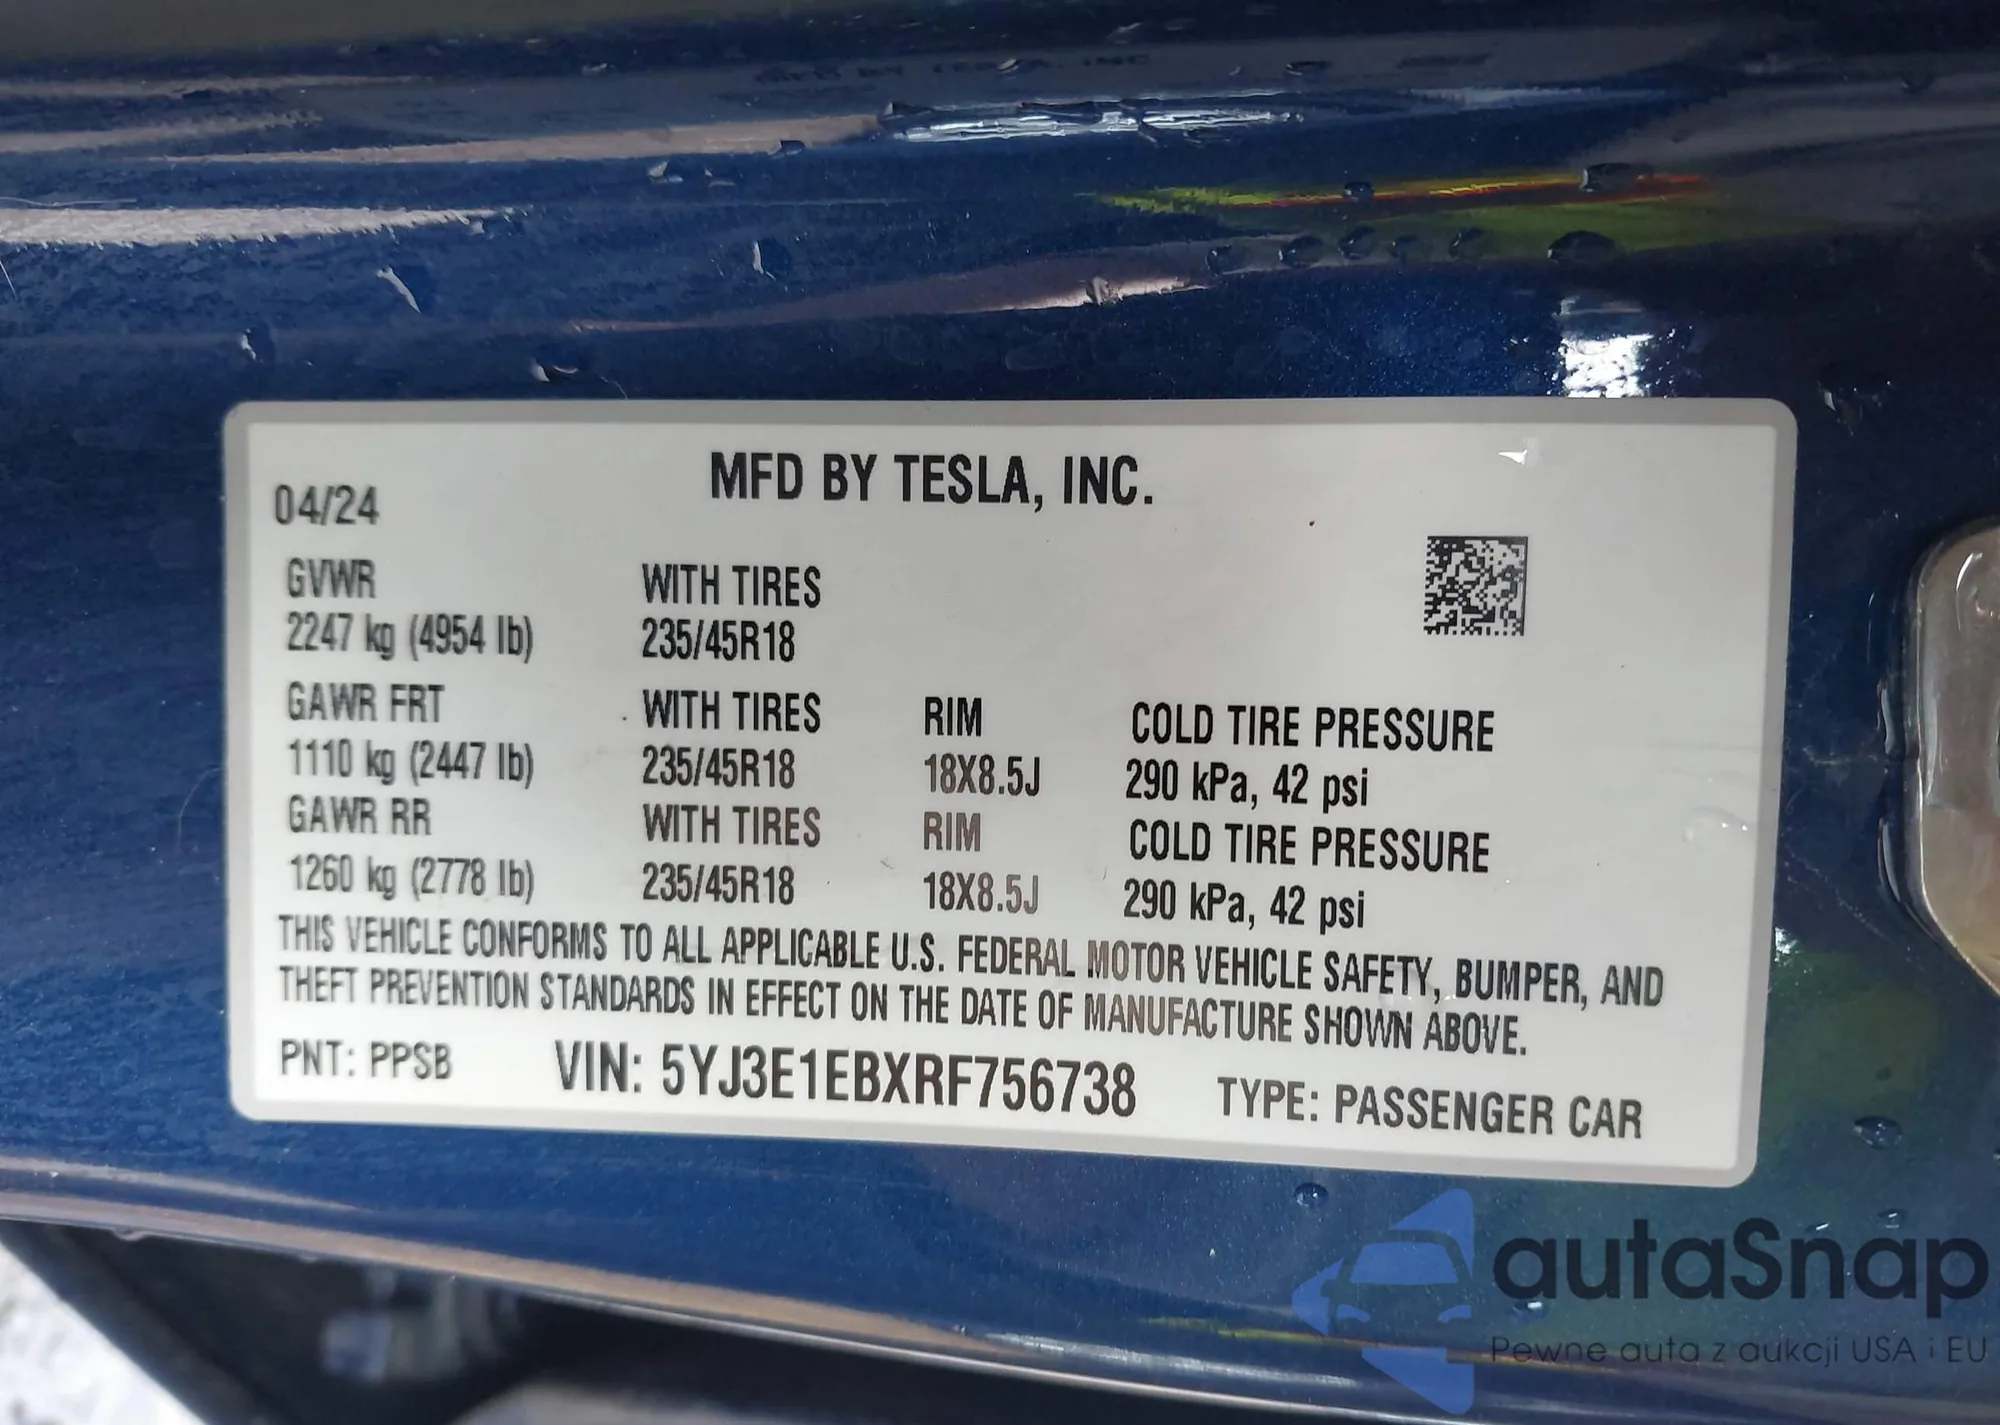 MFD BY TESLA, INC.
04/24
GVWR WITH TIRES
2247 kg (4954 lb) 235/45R18
GAWR FRT WITH TIRES RIM COLD TIRE PRESSURE
1110 kg (2447 lb) 235/45R18 18X8.5J 290 kPa, 42 psi
GAWR RR WITH TIRES RIM COLD TIRE PRESSURE
1260 kg (2778 lb) 235/45R18 18X8.5J 290 kPa, 42 psi
THIS VEHICLE CONFORMS TO ALL APPLICABLE U.S. FEDERAL MOTOR VEHICLE SAFETY, BUMPER, AND
THEFT PREVENTION STANDARDS IN EFFECT ON THE DATE OF MANUFACTURE SHOWN ABOVE.
PNT: PPSB VIN: 5YJ3E1EBXRF756738 TYPE: PASSENGER CAR
autaSnap
Pewne auta z aukcji USA i EU